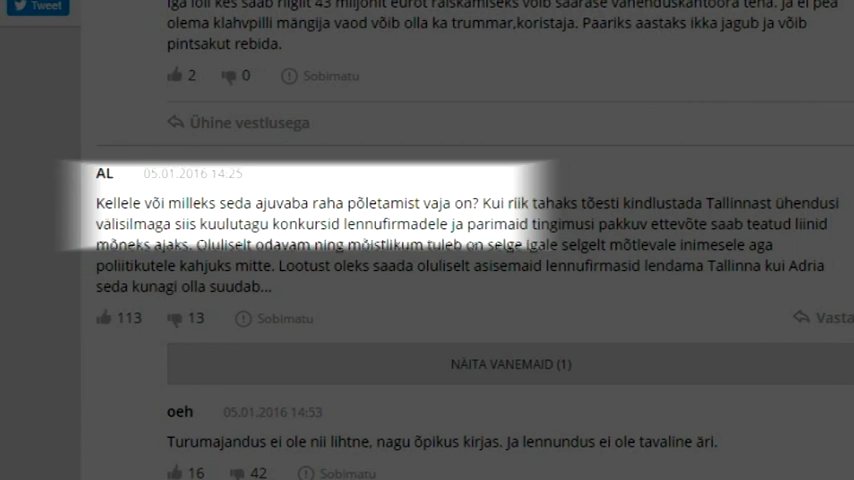 Tweet
Iga loll kes saab riigilt 43 miljonit eurot raiskamiseks võib säärase vahenduskantoora teha. Ja ei pea
olema klahvpilli mängija vaod võib olla ka trummar,koristaja. Paariks aastaks ikka jagub ja võib
pintsakut rebida.
2 0 Sobimatu
Ühine vestlusega
AL 05.01.2016 14:25
Kellele või milleks seda ajuvaba raha põletamist vaja on? Kui riik tahaks tõesti kindlustada Tallinnast ühendusi
välisilmaga siis kuulutagu konkursid lennufirmadele ja parimaid tingimusi pakkuv ettevõte saab teatud liinid
mõneks ajaks. Oluliselt odavam ning mõistlikum tuleb on selge igale selgelt mõtlevale inimesele aga
poliitikutele kahjuks mitte. Lootust oleks saada oluliselt asisemaid lennufirmasid lendama Tallinna kui Adria
seda kunagi olla suudab...
113 13 Sobimatu Vasta
NÄITA VANEMAID (1)
oeh 05.01.2016 14:53
Turumajandus ei ole nii lihtne, nagu õpikus kirjas. Ja lennundus ei ole tavaline äri.
16 42 Sobimatu